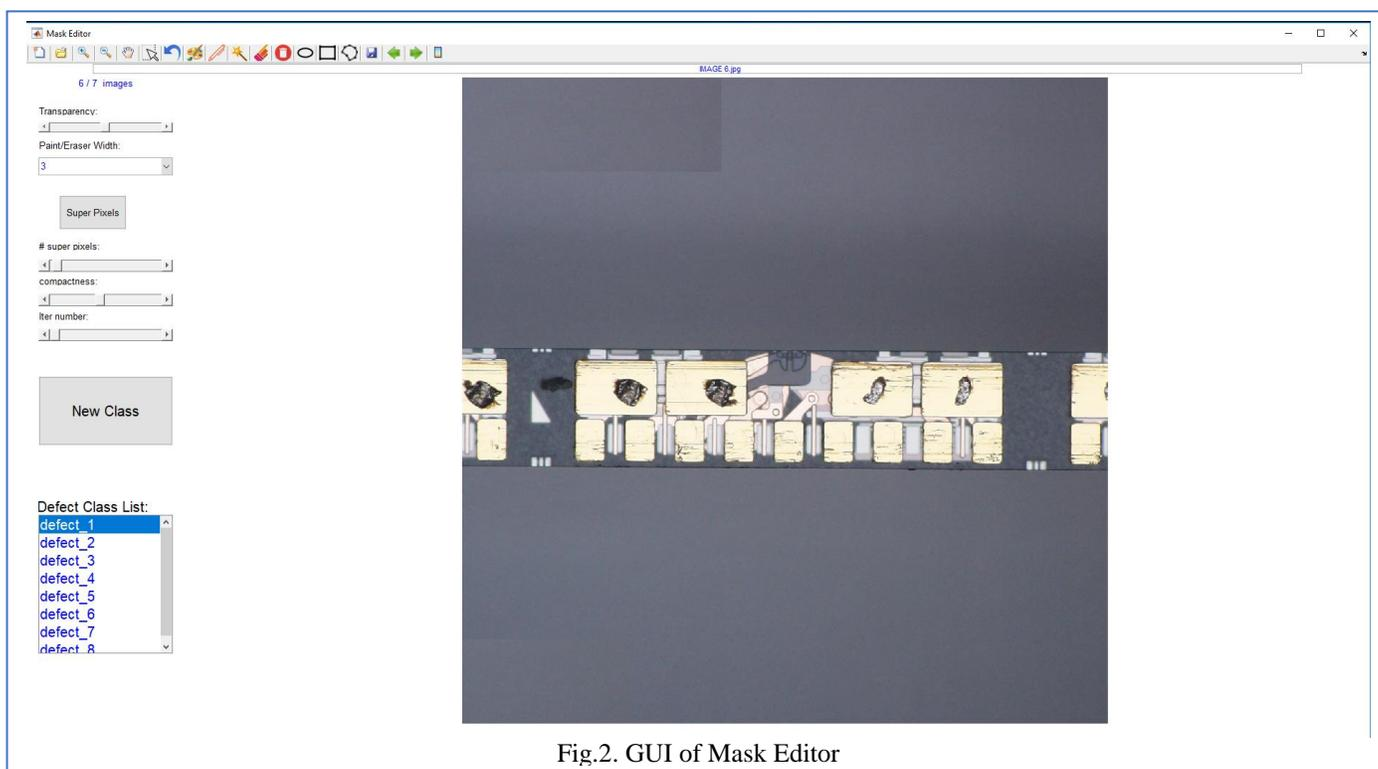 Mask Editor
IMAGE 6.jpg
6 / 7 images
Transparency:
Paint/Eraser Width:
3
Super Pixels
# super pixels:
compactness:
Iter number:
New Class
Defect Class List:
defect_1
defect_2
defect_3
defect_4
defect_5
defect_6
defect_7
defect_8
Fig.2. GUI of Mask Editor